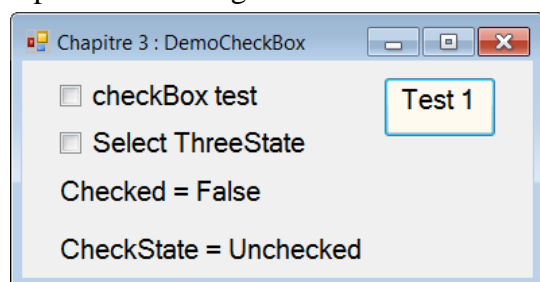 Chapitre 3 : DemoCheckBox
checkBox test
Test 1
Select ThreeState
Checked = False
CheckState = Unchecked